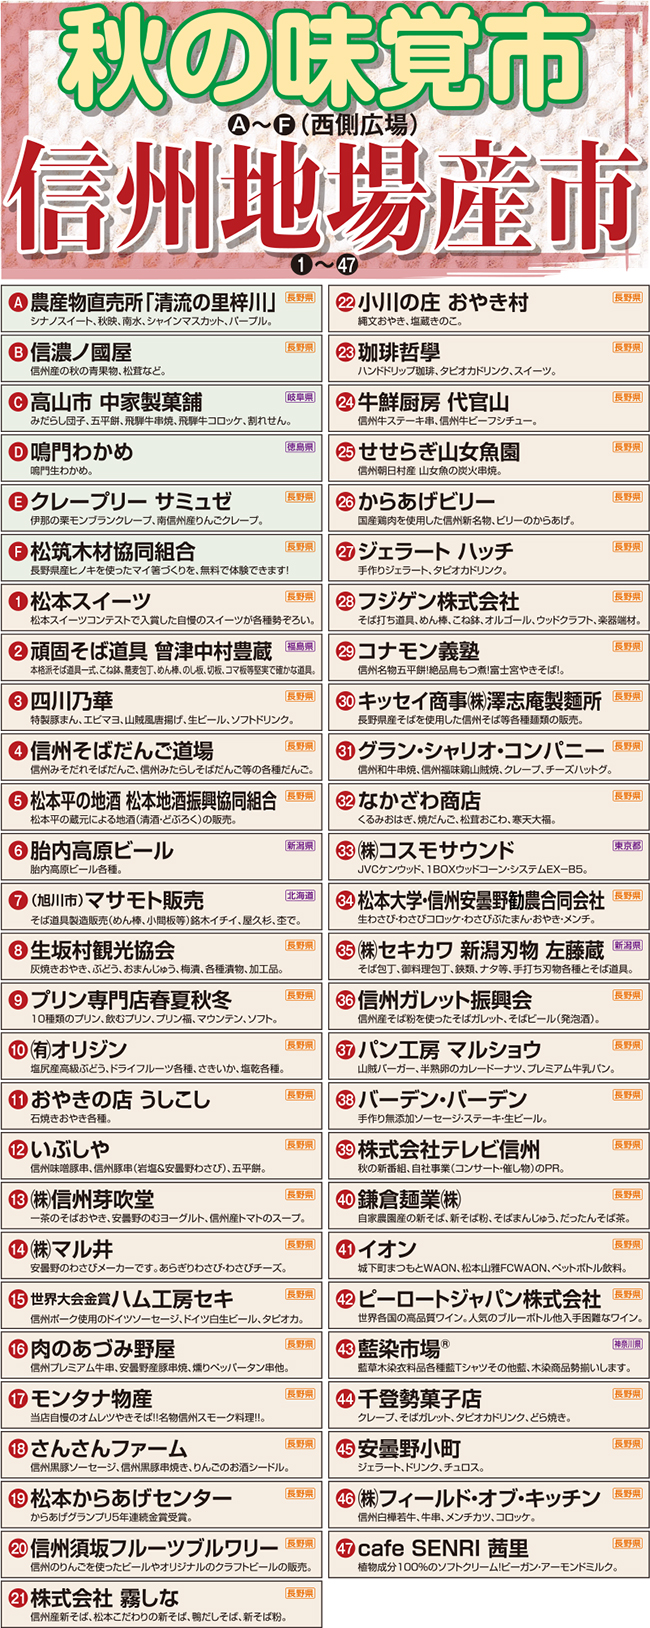 秋の味覚市
A～F（西側広場）
信州地場産市
1～47
A 農産物直売所「清流の里梓川」 長野県
シナノスイート、秋映、南水、シャインマスカット、パープル。
B 信濃ノ國屋 長野県
信州産の秋の青果物、松茸など。
C 高山市 中家製菓舗 岐阜県
みだらし団子、五平餅、飛騨牛串焼、飛騨牛コロッケ、割れせん。
D 鳴門わかめ 徳島県
鳴門生わかめ。
E クレープリー サミュゼ 長野県
伊那の栗モンブランクレープ、南信州産りんごクレープ。
F 松筑木材協同組合 長野県
長野県産ヒノキを使ったマイ箸づくりを、無料で体験できます!
1 松本スイーツ 長野県
松本スイーツコンテストで入賞した自慢のスイーツが各種勢ぞろい。
2 頑固そば道具 曾津中村豊蔵 福島県
本格派そば道具一式、こね鉢、蕎麦包丁、めん棒、のし板、切板、コマ板等堅実で確かな道具。
3 四川乃華 長野県
特製豚まん、エビマヨ、山賊風唐揚げ、生ビール、ソフトドリンク。
4 信州そばだんご道場 長野県
信州みそだれそばだんご、信州みたらしそばだんご等の各種だんご。
5 松本平の地酒 松本地酒振興協同組合 長野県
松本平の蔵元による地酒（清酒・どぶろく）の販売。
6 胎内高原ビール 新潟県
胎内高原ビール各種。
7 （旭川市）マサモト販売 北海道
そば道具製造販売（めん棒、小間板等）銘木イチイ、屋久杉、杢で。
8 生坂村観光協会 長野県
灰焼きおやき、ぶどう、おまんじゅう、梅漬、各種漬物、加工品。
9 プリン専門店春夏秋冬 長野県
10種類のプリン、飲むプリン、プリン福、マウンテン、ソフト。
10 ㈲オリジン 長野県
塩尻産高級ぶどう、ドライフルーツ各種、さきいか、塩乾各種。
11 おやきの店 うしこし 長野県
石焼きおやき各種。
12 いぶしや 長野県
信州味噌豚串、信州豚串（岩塩&安曇野わさび）、五平餅。
13 ㈱信州芽吹堂 長野県
一茶のそばおやき、安曇野のむヨーグルト、信州産トマトのスープ。
14 ㈱マル井 長野県
安曇野のわさびメーカーです。あらぎりわさび・わさびチーズ。
15 世界大会金賞ハム工房セキ 長野県
信州ポーク使用のドイツソーセージ、ドイツ白生ビール、タピオカ。
16 肉のあづみ野屋 長野県
信州プレミアム牛串、安曇野産豚串焼、燻りペッパータン串他。
17 モンタナ物産 長野県
当店自慢のオムレツやきそば!!名物信州スモーク料理!!。
18 さんさんファーム 長野県
信州黒豚ソーセージ、信州黒豚串焼き、りんごのお酒シードル。
19 松本からあげセンター 長野県
からあげグランプリ5年連続金賞受賞。
20 信州須坂フルーツブルワリー 長野県
信州のりんごを使ったビールやオリジナルのクラフトビールの販売。
21 株式会社 霧しな 長野県
信州産新そば、松本こだわりの新そば、鴨だしそば、新そば粉。
22 小川の庄 おやき村 長野県
縄文おやき、塩蔵きのこ。
23 珈琲哲學 長野県
ハンドドリップ珈琲、タピオカドリンク、スイーツ。
24 牛鮮厨房 代官山 長野県
信州牛ステーキ串、信州牛ビーフシチュー。
25 せせらぎ山女魚園 長野県
信州朝日村産 山女魚の炭火串焼。
26 からあげビリー 長野県
国産鶏肉を使用した信州新名物、ビリーのからあげ。
27 ジェラート ハッチ 長野県
手作りジェラート、タピオカドリンク。
28 フジゲン株式会社 長野県
そば打ち道具、めん棒、こね鉢、オルゴール、ウッドクラフト、楽器端材。
29 コナモン義塾 長野県
信州名物五平餅!絶品鳥もつ煮!富士宮やきそば!。
30 キッセイ商事㈱澤志庵製麺所 長野県
長野県産そばを使用した信州そば等各種麺類の販売。
31 グラン・シャリオ・コンパニー 長野県
信州和牛串焼、信州福味鶏山賊焼、クレープ、チーズハットグ。
32 なかざわ商店 長野県
くるみおはぎ、焼だんご、松茸おこわ、寒天大福。
33 ㈱コスモサウンド 東京都
JVCケンウッド、1BOXウッドコーン・システムEX-B5。
34 松本大学・信州安曇野勧農合同会社 長野県
生わさび・わさびコロッケ・わさびぶたまん・おやき・メンチ。
35 ㈱セキカワ 新潟刃物 左藤蔵 新潟県
そば包丁、御料理包丁、鋏類、ナタ等、手打ち刃物各種とそば道具。
36 信州ガレット振興会 長野県
信州産そば粉を使ったそばガレット、そばビール（発泡酒）。
37 パン工房 マルショウ 長野県
山賊バーガー、半熟卵のカレードーナツ、プレミアム牛乳パン。
38 バーデン・バーデン 長野県
手作り無添加ソーセージ・ステーキ・生ビール。
39 株式会社テレビ信州 長野県
秋の新番組、自社事業（コンサート・催し物）のPR。
40 鎌倉麺業㈱ 長野県
自家農園産の新そば、新そば粉、そばまんじゅう、だったんそば茶。
41 イオン 長野県
城下町まつもとWAON、松本山雅FCWAON、ペットボトル飲料。
42 ピーロートジャパン株式会社 長野県
世界各国の高品質ワイン。人気のブルーボトル他入手困難なワイン。
43 藍染市場® 神奈川県
藍草木染衣料品各種藍Tシャツその他藍、木染商品勢揃いします。
44 千登勢菓子店 長野県
クレープ、そばガレット、タピオカドリンク、どら焼き。
45 安曇野小町 長野県
ジェラート、ドリンク、チュロス。
46 ㈱フィールド・オブ・キッチン 長野県
信州白樺若牛、牛串、メンチカツ、コロッケ。
47 cafe SENRI 茜里 長野県
植物成分100%のソフトクリーム!ビーガン・アーモンドミルク。